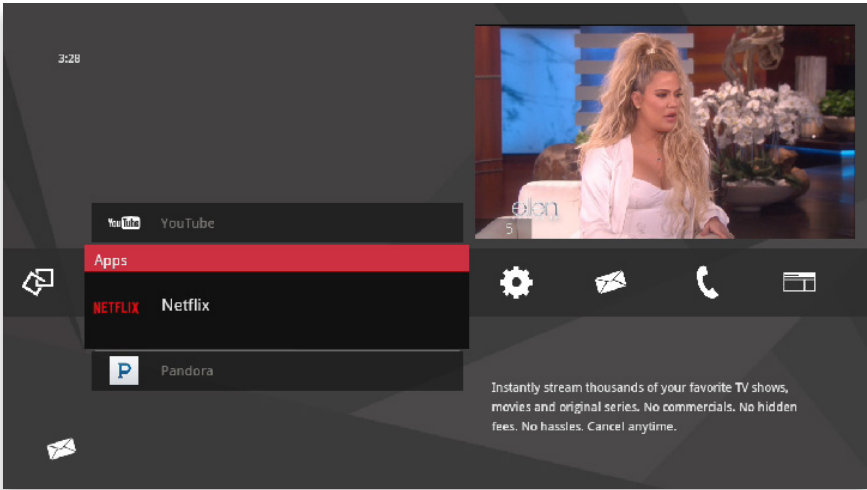 3:28
YouTube YouTube
Apps
NETFLIX Netflix
P Pandora
ellen
5
Instantly stream thousands of your favorite TV shows,
movies and original series. No commercials. No hidden
fees. No hassles. Cancel anytime.